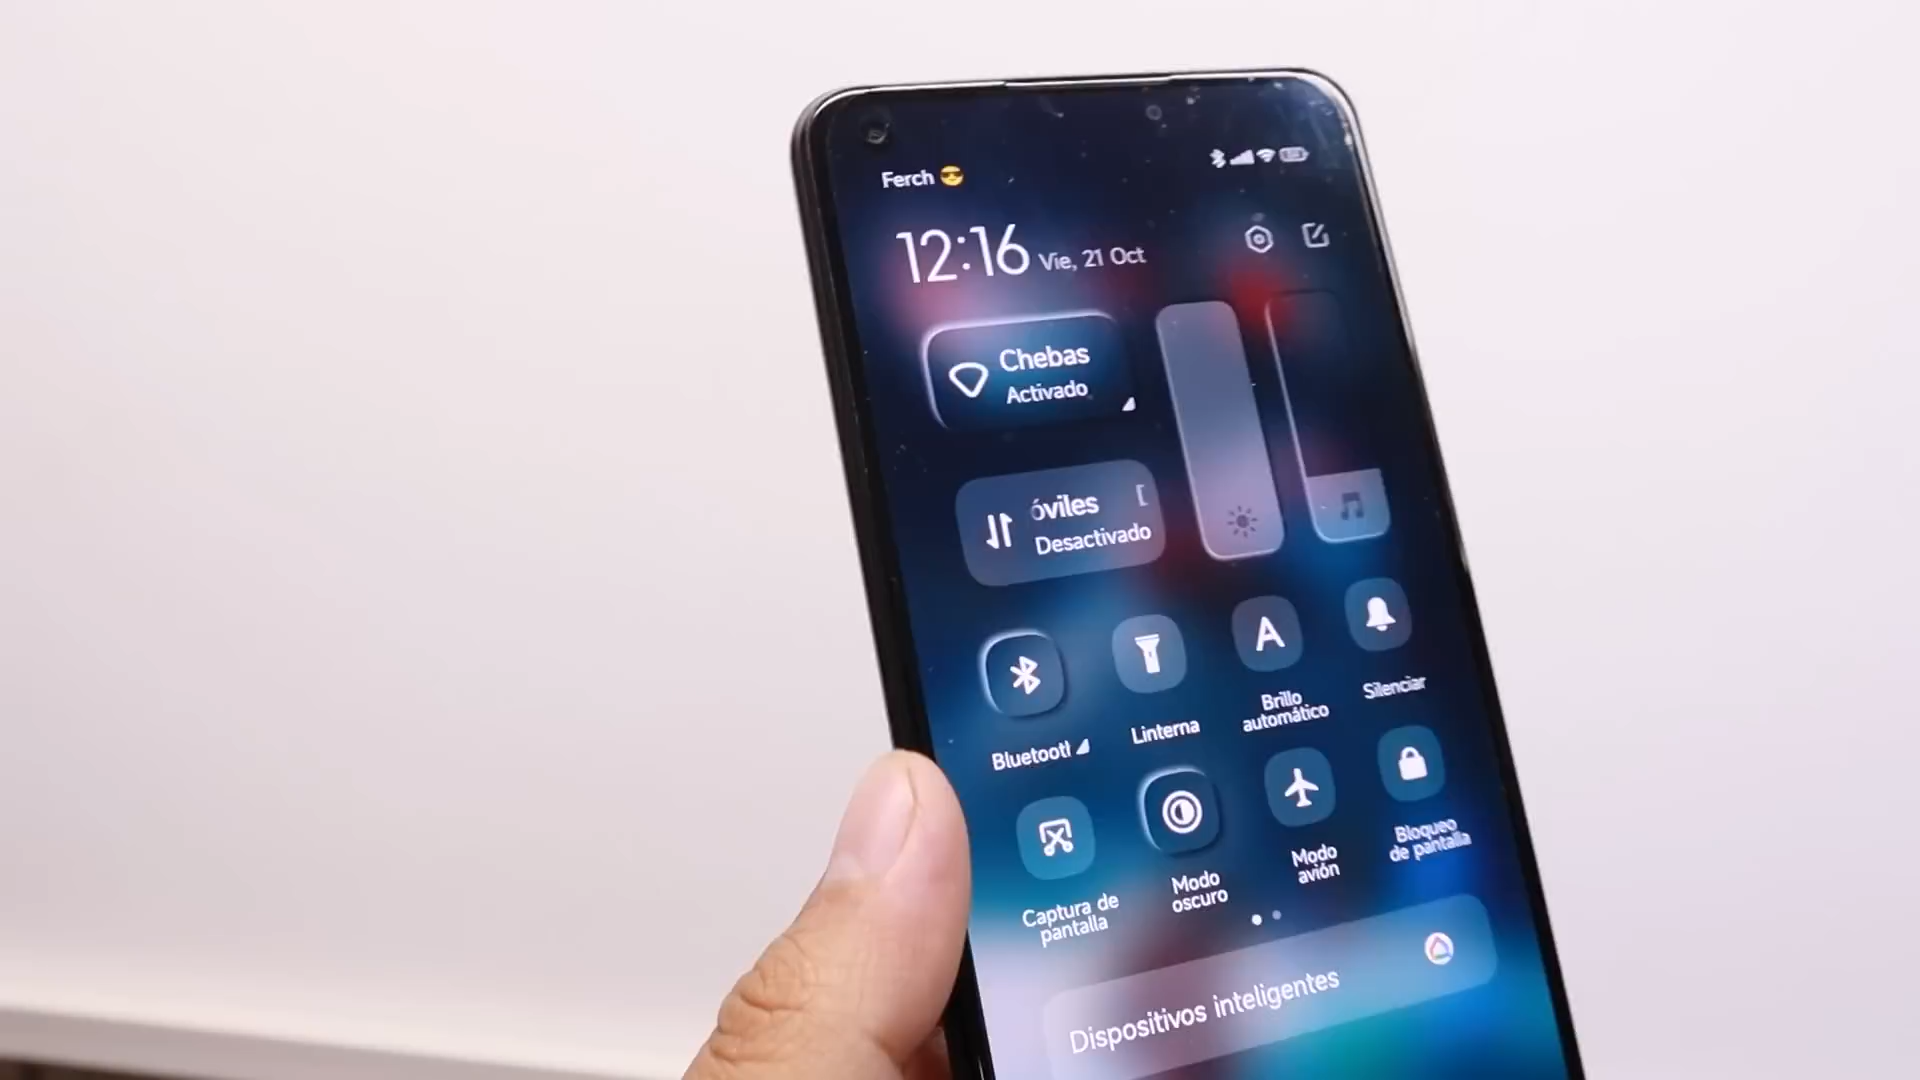 Ferch 😎
12:16 Vie, 21 Oct
Chebas
Activado
óviles
Desactivado
Bluetooth
Linterna
A
Brillo
automático
Silenciar
Captura de
pantalla
Modo
oscuro
Modo
avión
Bloqueo
de pantalla
Dispositivos inteligentes